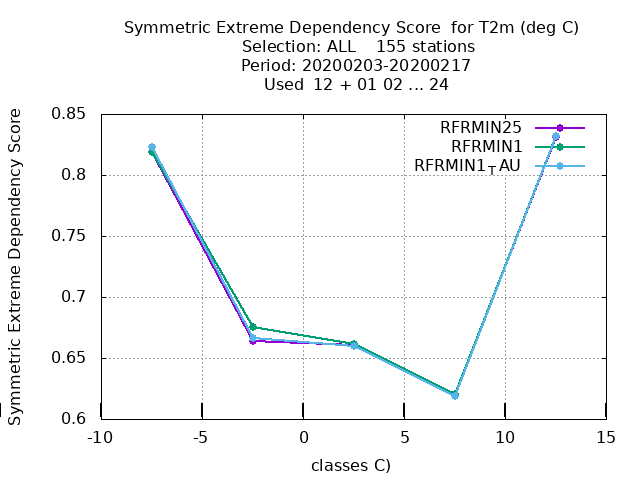 Symmetric Extreme Dependency Score  for T2m (deg C)
Selection: ALL    155 stations
Period: 20200203-20200217
Used  12 + 01 02 ... 24
Symmetric Extreme Dependency Score
0.85
0.8
0.75
0.7
0.65
0.6
RFRMIN25
RFRMIN1
RFRMIN1TAU
-10
-5
0
5
10
15
classes C)